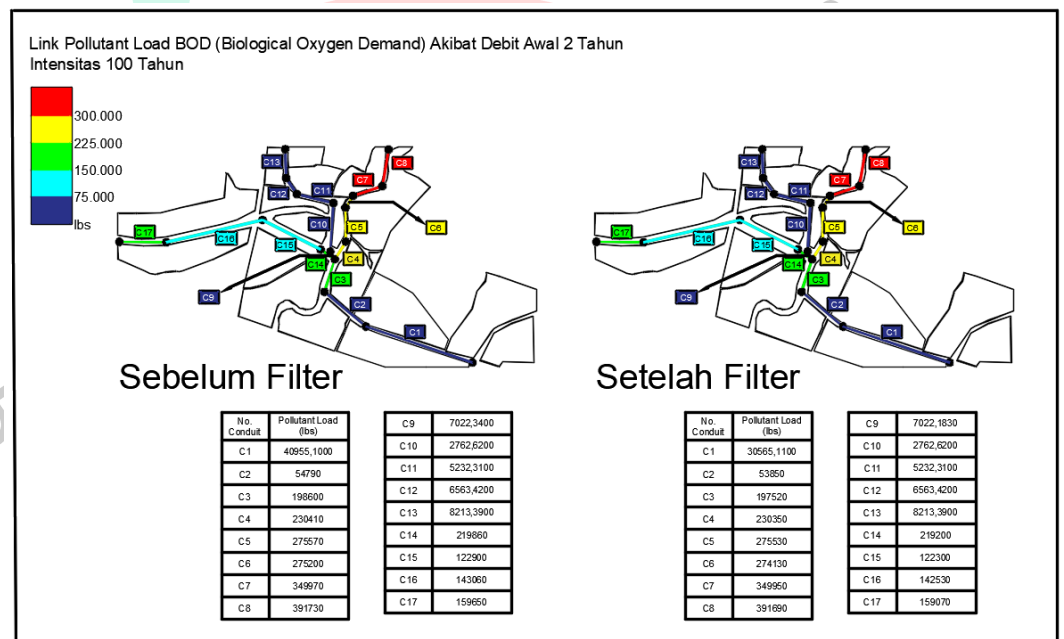 Link Pollutant Load BOD (Biological Oxygen Demand) Akibat Debit Awal 2 Tahun
Intensitas 100 Tahun
300.000
225.000
150.000
75.000
lbs
C13
C12
C11
C7
C8
C10
C5
C6
C17
C16
C15
C14
C4
C3
C9
C2
C1
Sebelum Filter
C13
C12
C11
C7
C8
C10
C5
C6
C17
C16
C15
C14
C4
C3
C9
C2
C1
Setelah Filter
No. Conduit Pollutant Load (lbs)
C1 40955,1000
C2 54790
C3 198600
C4 230410
C5 275570
C6 275200
C7 349970
C8 391730
C9 7022,3400
C10 2762,6200
C11 5232,3100
C12 6563,4200
C13 8213,3900
C14 219860
C15 122900
C16 143060
C17 159650
No. Conduit Pollutant Load (lbs)
C1 30565,1100
C2 53850
C3 197520
C4 230350
C5 275530
C6 274130
C7 349950
C8 391690
C9 7022,1830
C10 2762,6200
C11 5232,3100
C12 6563,4200
C13 8213,3900
C14 219200
C15 122300
C16 142530
C17 159070